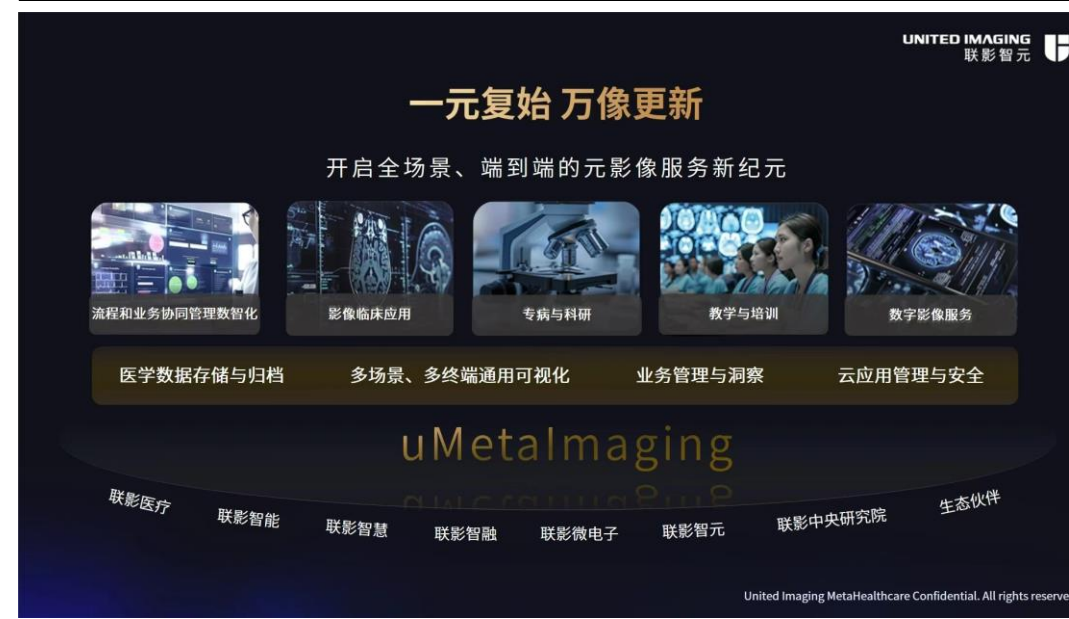 UNITED IMAGING
联影智元
一元复始 万像更新
开启全场景、端到端的元影像服务新纪元
流程和业务协同管理数智化
影像临床应用
专病与科研
教学与培训
数字影像服务
医学数据存储与归档
多场景、多终端通用可视化
业务管理与洞察
云应用管理与安全
uMetaImaging
联影医疗
联影智能
联影智慧
联影智融
联影微电子
联影智元
联影中央研究院
生态伙伴
United Imaging MetaHealthcare Confidential. All rights reserve